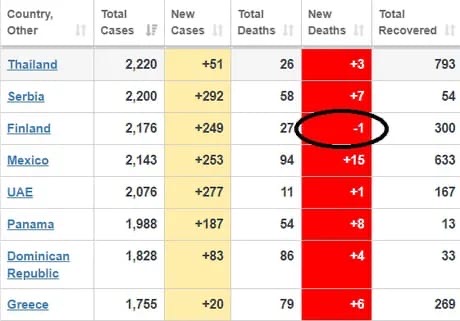 Country, Other Total Cases New Cases Total Deaths New Deaths Total Recovered
Thailand 2,220 +51 26 +3 793
Serbia 2,200 +292 58 +7 54
Finland 2,176 +249 27 -1 300
Mexico 2,143 +253 94 +15 633
UAE 2,076 +277 11 +1 167
Panama 1,988 +187 54 +8 13
Dominican Republic 1,828 +83 86 +4 33
Greece 1,755 +20 79 +6 269